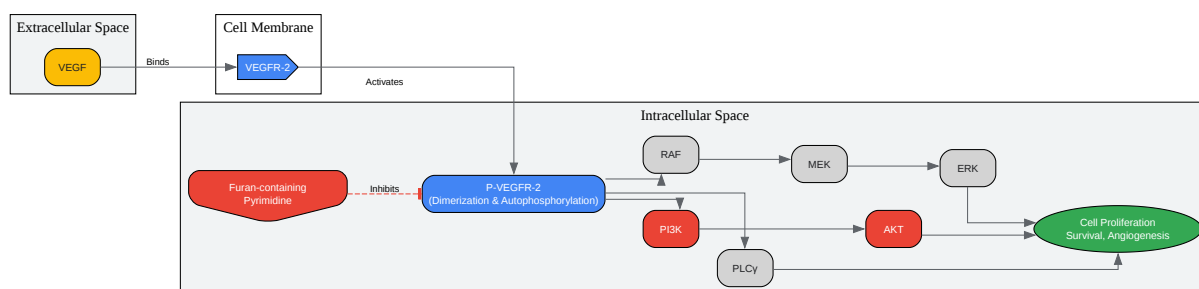 Extracellular Space
Cell Membrane
VEGF
Binds
VEGFR-2
Activates
Intracellular Space
Furan-containing
Pyrimidine
Inhibits
P-VEGFR-2
(Dimerization & Autophosphorylation)
RAF
MEK
ERK
PI3K
AKT
PLCγ
Cell Proliferation
Survival, Angiogenesis